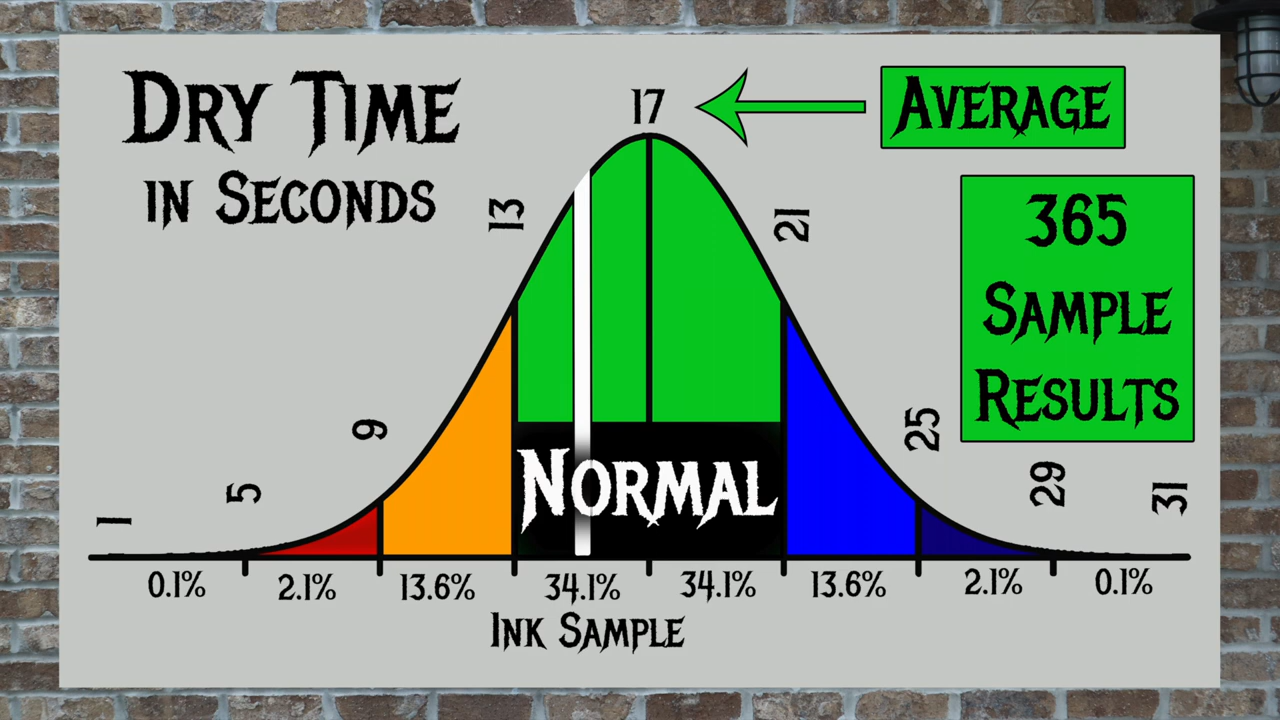 Dry Time
in Seconds
17
Average
365
Sample
Results
13
21
9
25
5
29
1
31
Normal
0.1%
2.1%
13.6%
34.1%
34.1%
13.6%
2.1%
0.1%
Ink Sample